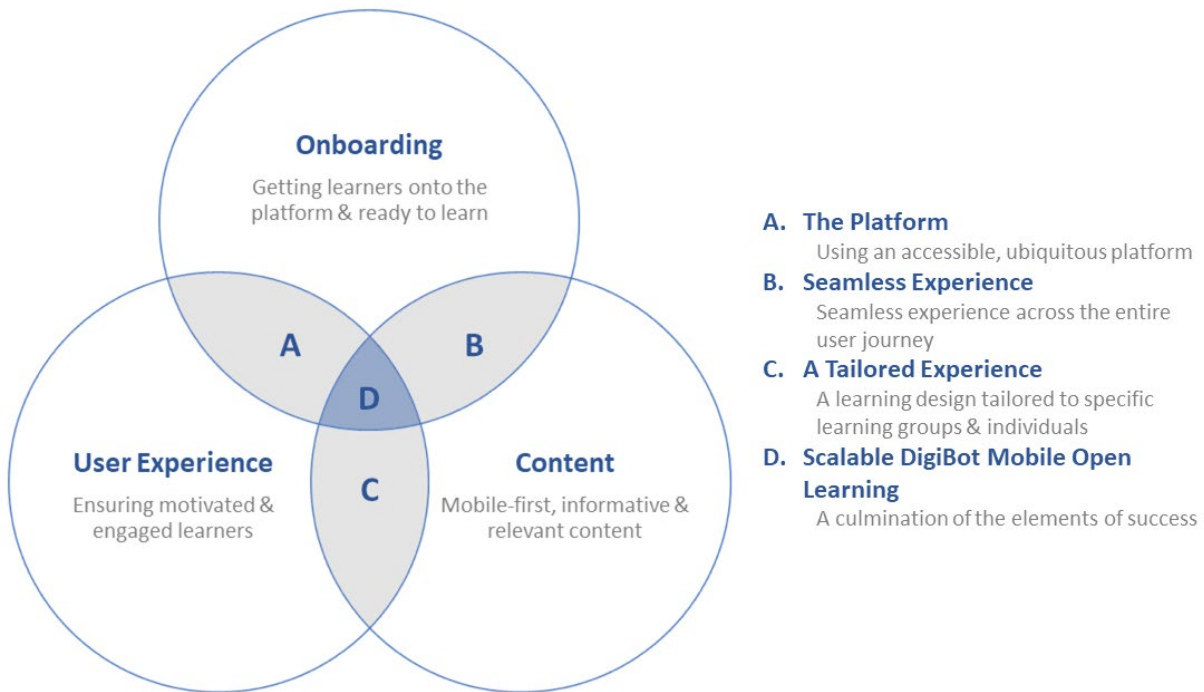 Onboarding
Getting learners onto the
platform & ready to learn
A
B
D
User Experience
Ensuring motivated &
engaged learners
C
Content
Mobile-first, informative &
relevant content
A. The Platform
Using an accessible, ubiquitous platform
B. Seamless Experience
Seamless experience across the entire
user journey
C. A Tailored Experience
A learning design tailored to specific
learning groups & individuals
D. Scalable DigiBot Mobile Open
Learning
A culmination of the elements of success